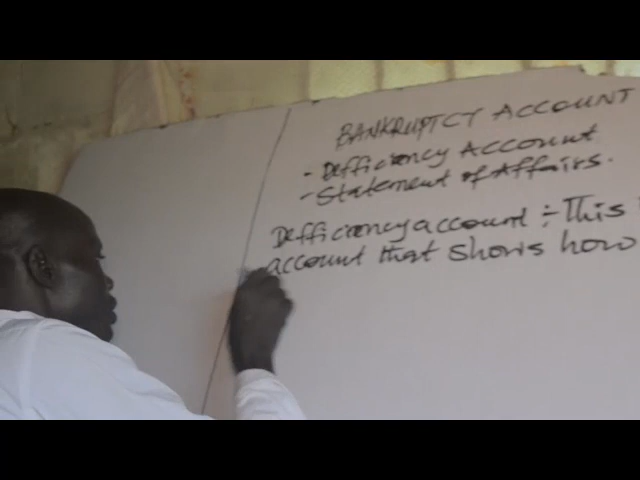 BANKRUPTCY ACCOUNT
- Defficiency Account
- Statement of Affairs.
Defficiency account :- This
account that shows how